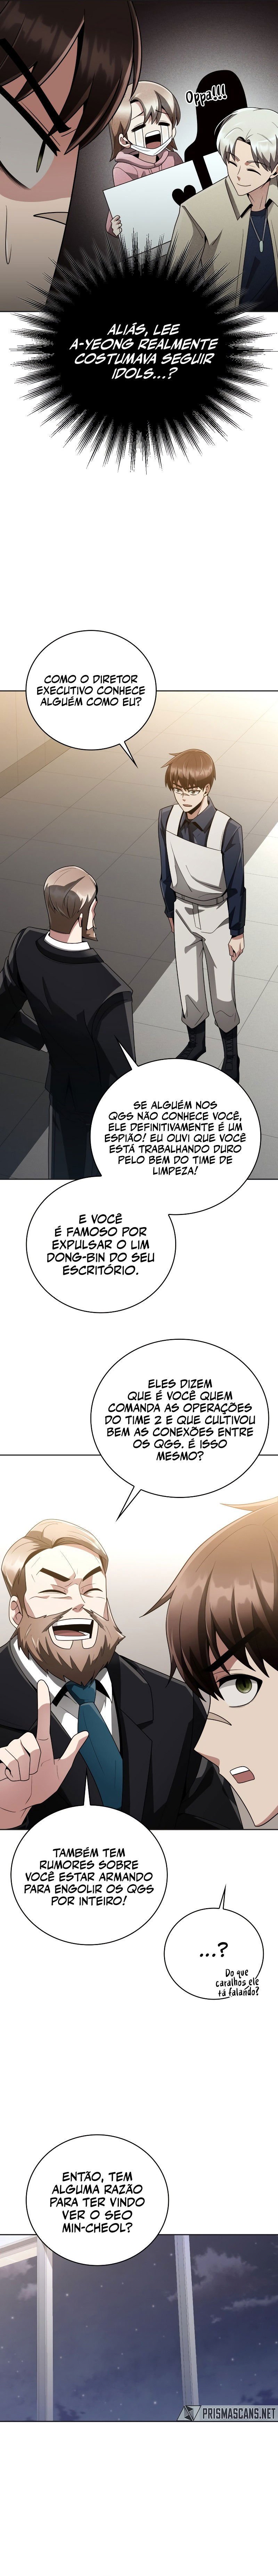 Oppa!!!
ALIÁS, LEE
A-YEONG REALMENTE
COSTUMAVA SEGUIR
IDOLS...?
COMO O DIRETOR
EXECUTIVO CONHECE
ALGUÉM COMO EU?
SE ALGUÉM NOS
QGS NÃO CONHECE VOCÊ,
ELE DEFINITIVAMENTE É UM
ESPIÃO! EU OUVI QUE VOCÊ
ESTÁ TRABALHANDO DURO
PELO BEM DO TIME DE
LIMPEZA!
E VOCÊ
É FAMOSO POR
EXPULSAR O LIM
DONG-BIN DO SEU
ESCRITÓRIO.
ELES DIZEM
QUE É VOCÊ QUEM
COMANDA AS OPERAÇÕES
DO TIME 2 E QUE CULTIVOU
BEM AS CONEXÕES ENTRE
OS QGS. É ISSO
MESMO?
TAMBÉM TEM
RUMORES SOBRE
VOCÊ ESTAR ARMANDO
PARA ENGOLIR OS QGS
POR INTEIRO!
...?
Do que
caralhos ele
tá falando?
ENTÃO, TEM
ALGUMA RAZÃO
PARA TER VINDO
VER O SEO
MIN-CHEOL?
PRISMASCANS.NET